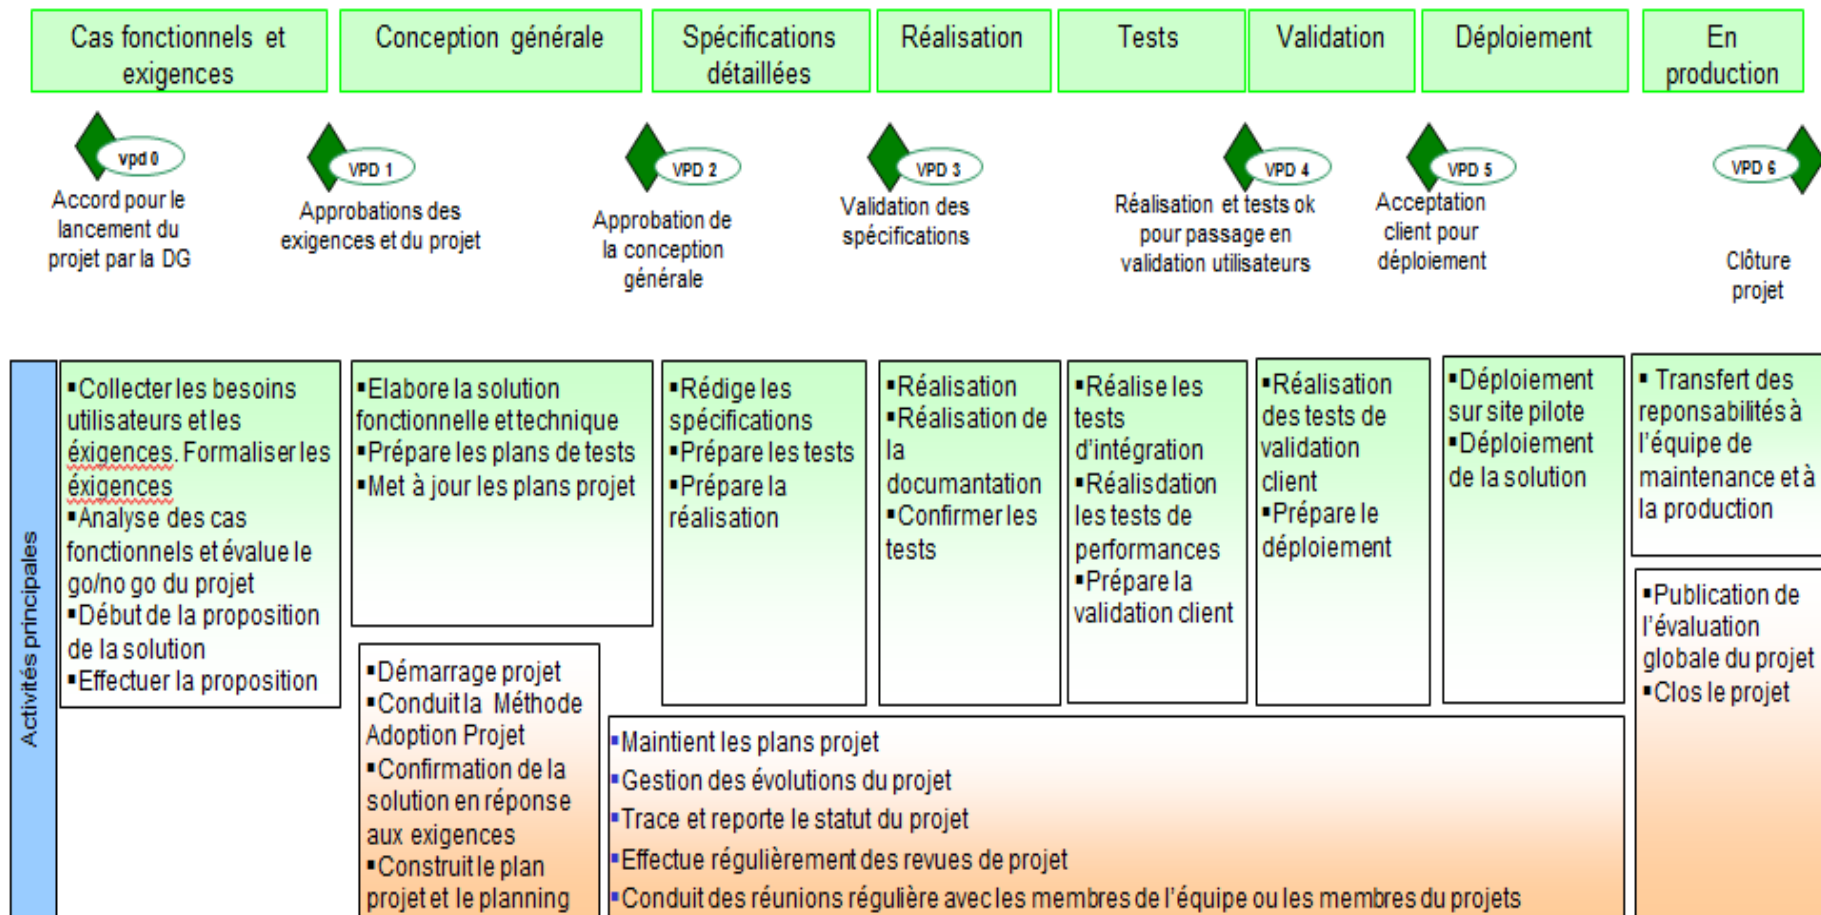 Cas fonctionnels et
exigences
Conception générale
Spécifications
détaillées
Réalisation
Tests
Validation
Déploiement
En
production
vpd 0
Accord pour le
lancement du
projet par la DG
VPD 1
Approbations des
exigences et du projet
VPD 2
Approbation de
la conception
générale
VPD 3
Validation des
spécifications
VPD 4
Réalisation et tests ok
pour passage en
validation utilisateurs
VPD 5
Acceptation
client pour
déploiement
VPD 6
Clôture
projet
Activités principales
▪Collecter les besoins
utilisateurs et les
éxigences. Formaliser les
éxigences
▪Analyse des cas
fonctionnels et évalue le
go/no go du projet
▪Début de la proposition
de la solution
▪Effectuer la proposition
▪Elabore la solution
fonctionnelle et technique
▪Prépare les plans de tests
▪Met à jour les plans projet
▪Rédige les
spécifications
▪Prépare les tests
▪Prépare la
réalisation
▪Réalisation
▪Réalisation de
la
documantation
▪Confirmer les
tests
▪Réalise les
tests
d'intégration
▪Réalisdation
les tests de
performances
▪Prépare la
validation client
▪Réalisation
des tests de
validation
client
▪Prépare le
déploiement
▪Déploiement
sur site pilote
▪Déploiement
de la solution
▪ Transfert des
reponsabilités à
l'équipe de
maintenance et à
la production
▪Démarrage projet
▪Conduit la Méthode
Adoption Projet
▪Confirmation de la
solution en réponse
aux exigences
▪Construit le plan
projet et le planning
▪Maintient les plans projet
▪Gestion des évolutions du projet
▪Trace et reporte le statut du projet
▪Effectue régulièrement des revues de projet
▪Conduit des réunions régulière avec les membres de l'équipe ou les membres du projets
▪Publication de
l'évaluation
globale du projet
▪Clos le projet